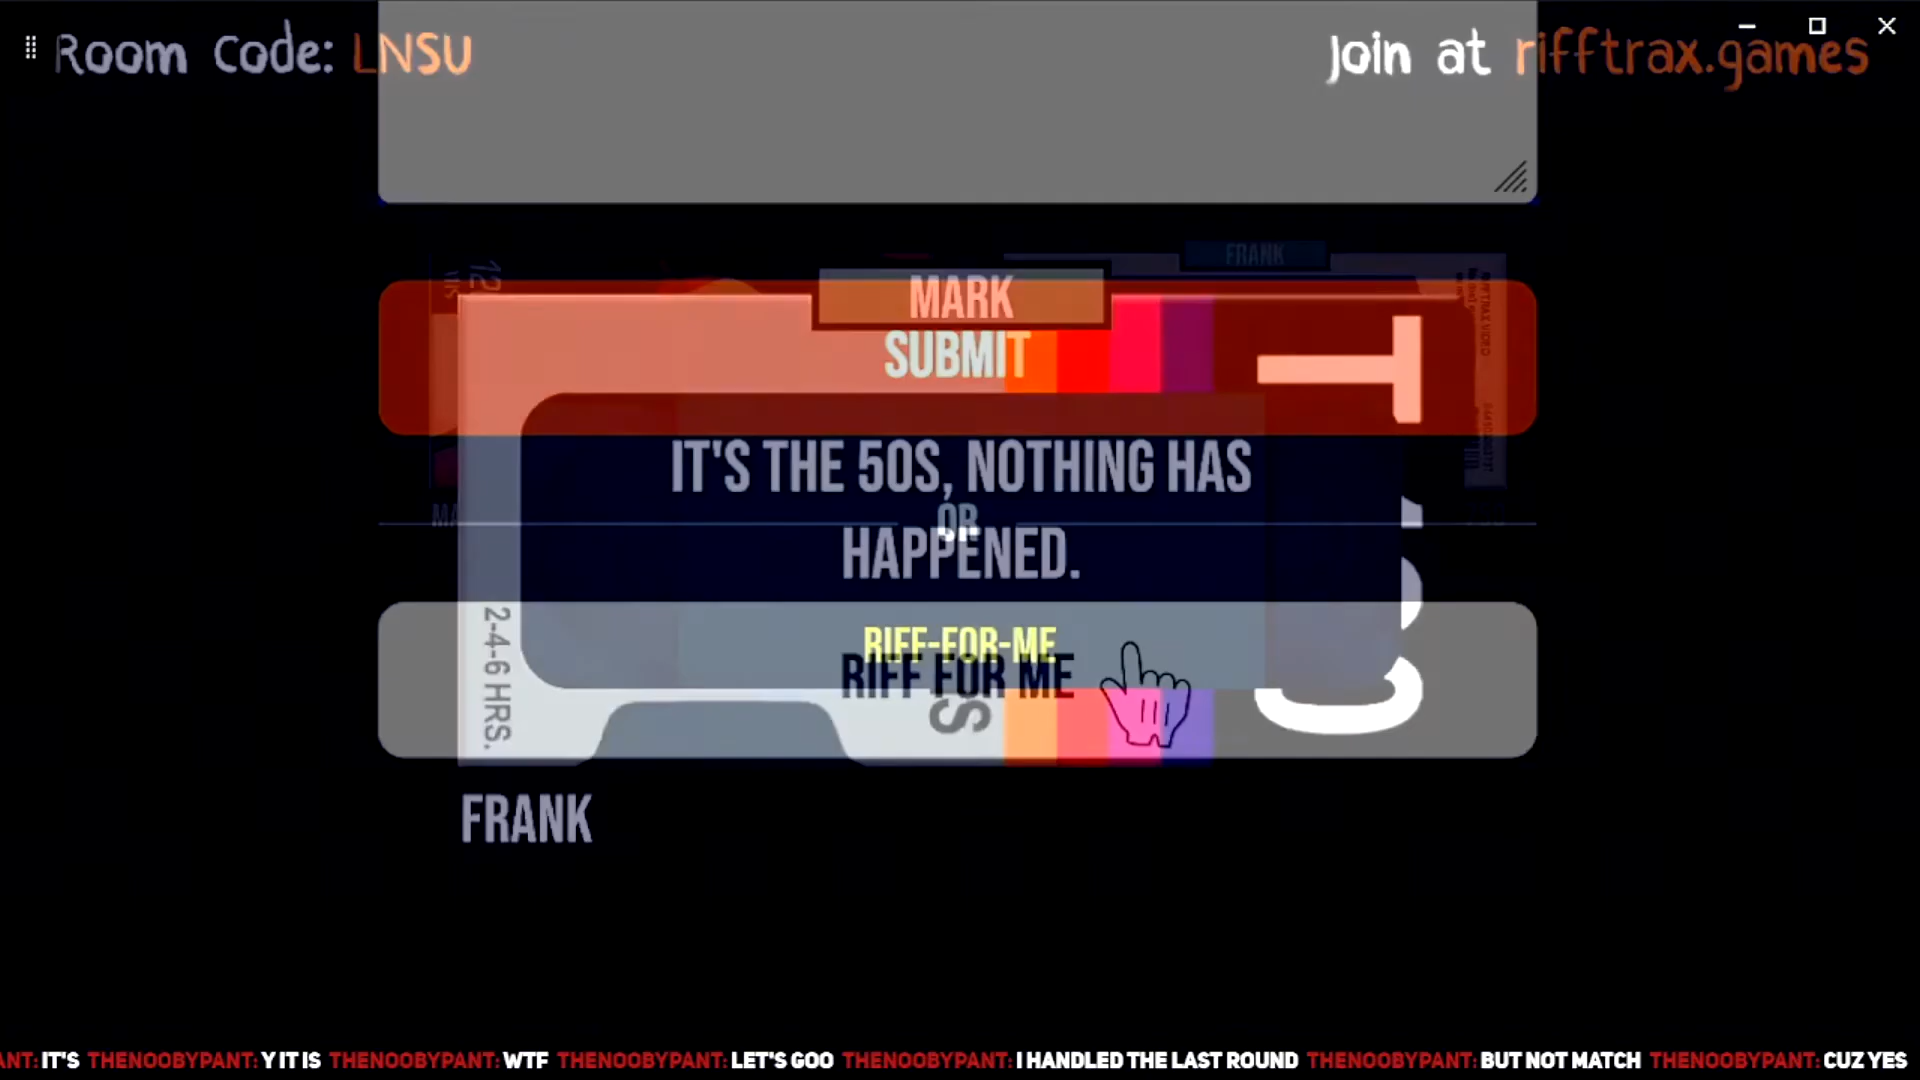 Room Code: LNSU
Join at rifftrax.games
FRANK
MARK
SUBMIT
IT'S THE 50S, NOTHING HAS
OR
HAPPENED.
RIFF-FOR-ME
RIFF FOR ME
2-4-6 HRS.
FRANK
ANT: IT'S THENOOBYPANT: Y IT IS THENOOBYPANT: WTF THENOOBYPANT: LET'S GOO THENOOBYPANT: I HANDLED THE LAST ROUND THENOOBYPANT: BUT NOT MATCH THENOOBYPANT: CUZ YES